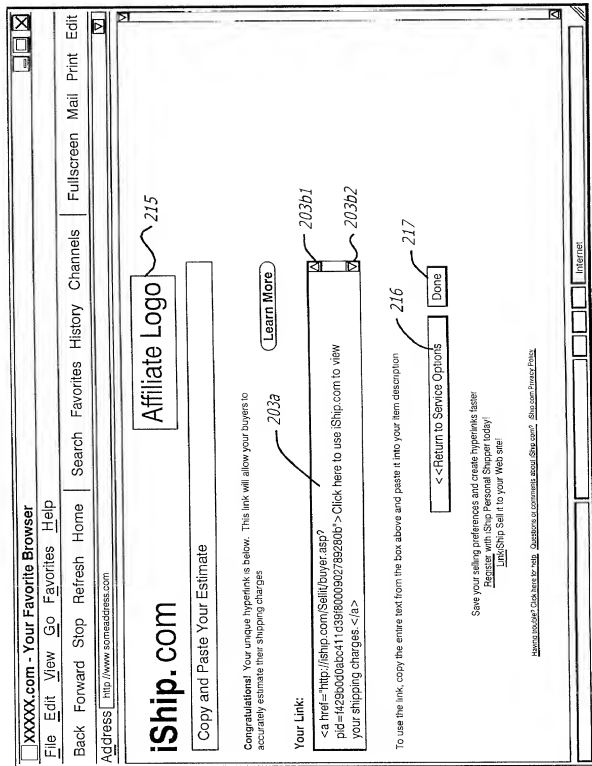 XXXXX.com - Your Favorite Browser
File Edit View Go Favorites Help
Back Forward Stop Refresh Home Search Favorites History Channels Fullscreen Mail Print Edit
Address http://www.someaddress.com
iShip.com
Affiliate Logo
215
Copy and Paste Your Estimate
Congratulations! Your unique hyperlink is below. This link will allow your buyers to
accurately estimate their shipping charges
Learn More
203a
Your Link:
203b1
<a href="http://iship.com/Sellit/buyer.asp?
pid=f429b0d0abc411d39f8000902789280b">Click here to use iShip.com to view
your shipping charges.</a>
203b2
To use the link, copy the entire text from the box above and paste it into your item description
216
217
<<Return to Service Options
Done
Save your selling preferences and create hyperlinks faster
Register with iShip Personal Shipper today!
LinkiShip Sell it to your Web site!
Having trouble? Click here for help Questions or comments about iShip.com? iShip.com Privacy Policy
Internet